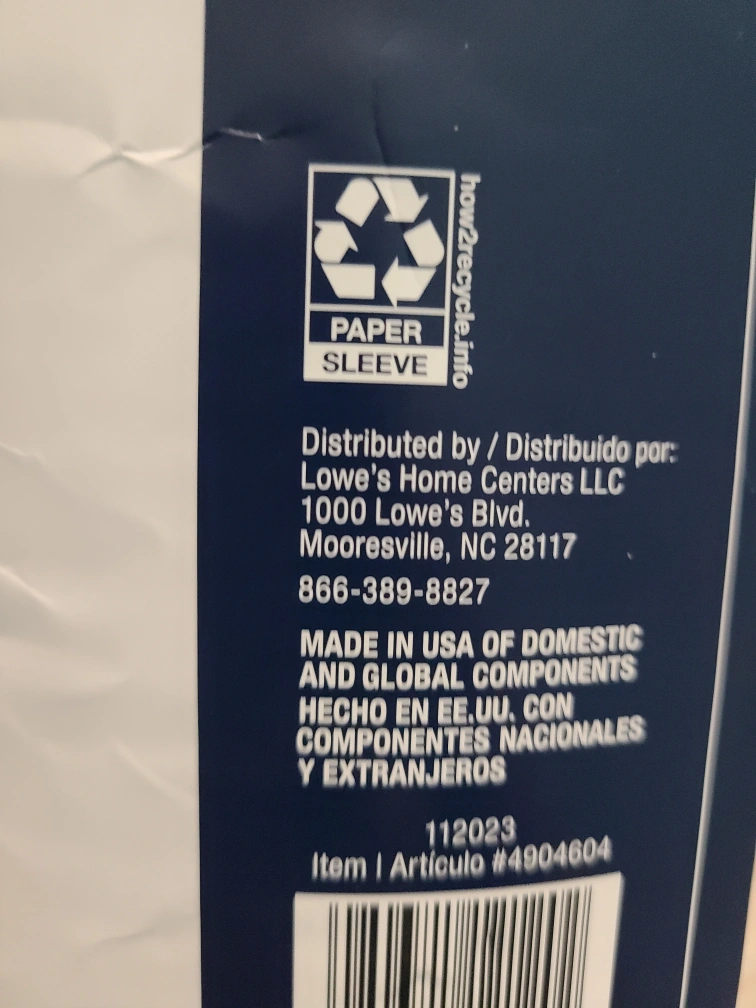 how2recycle.info
PAPER
SLEEVE
Distributed by / Distribuido por:
Lowe's Home Centers LLC
1000 Lowe's Blvd.
Mooresville, NC 28117
866-389-8827
MADE IN USA OF DOMESTIC
AND GLOBAL COMPONENTS
HECHO EN EE.UU. CON
COMPONENTES NACIONALES
Y EXTRANJEROS
112023
Item | Artículo #4904604